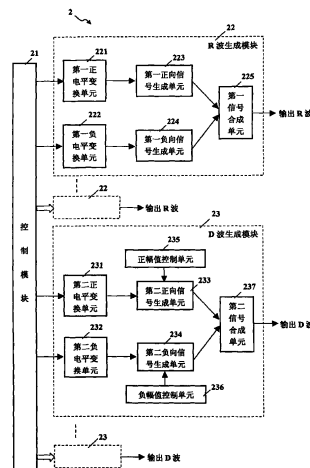 2
21
22
R 波生成模块
221
第一正
电平变
换单元
223
第一正向信
号生成单元
225
第一
信号
合成
单元
输出 R 波
222
第一负
电平变
换单元
224
第一负向信
号生成单元
控
制
模
块
22
输出 R 波
23
D 波生成模块
235
正幅值控制单元
231
第二正
电平变
换单元
233
第二正向信
号生成单元
237
第二
信号
合成
单元
输出 D 波
232
第二负
电平变
换单元
234
第二负向信
号生成单元
负幅值控制单元
236
23
输出 D 波